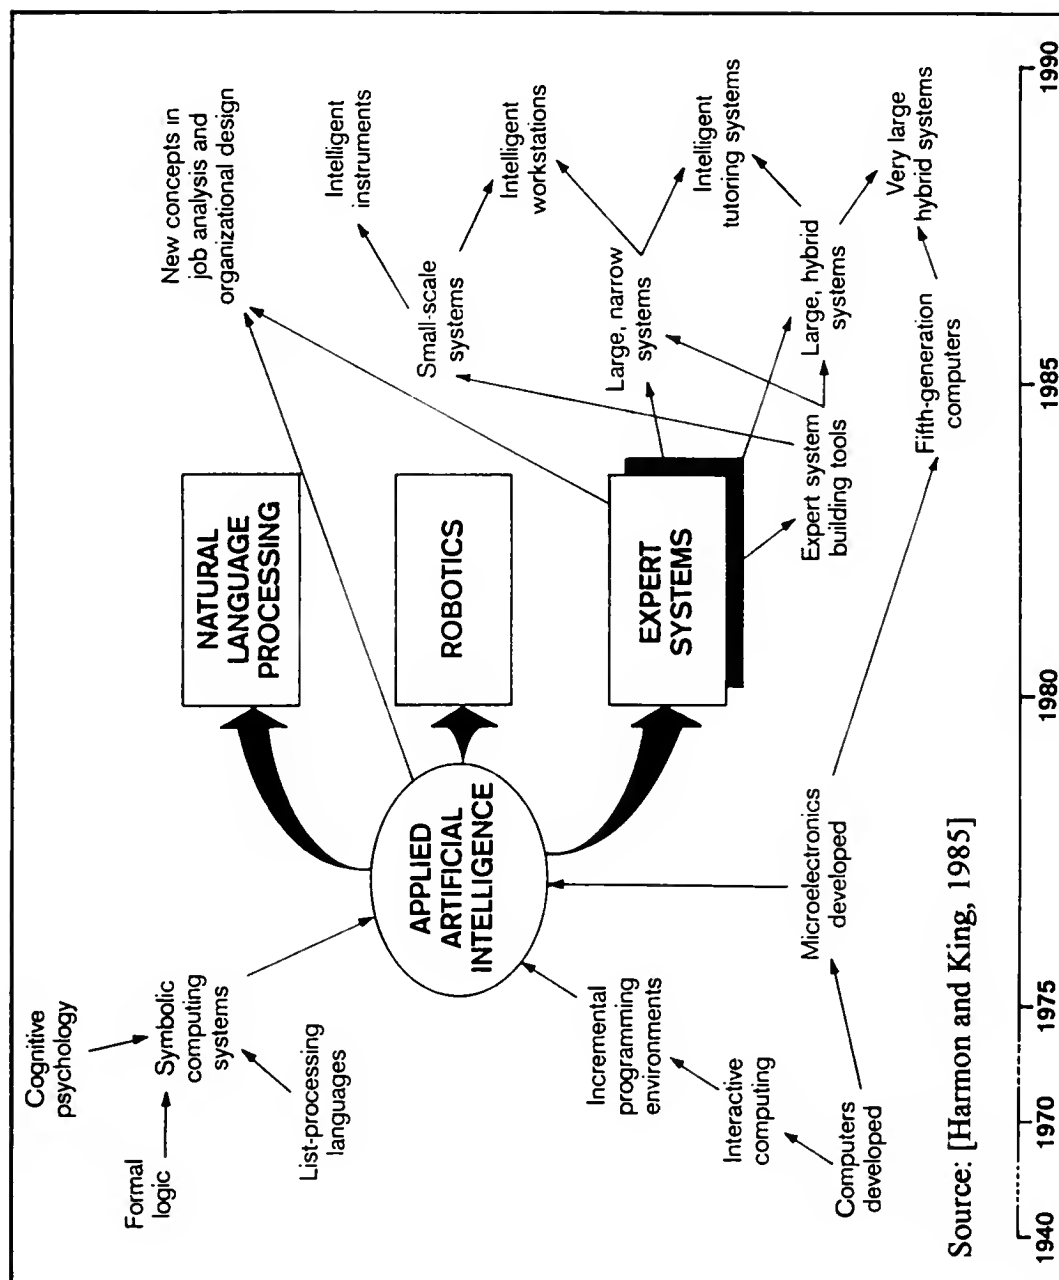 Cognitive
psychology
Formal
logic
Symbolic
computing
systems
List-processing
languages
Incremental
programming
environments
Interactive
computing
Computers
developed
Microelectronics
developed
APPLIED
ARTIFICIAL
INTELLIGENCE
NATURAL
LANGUAGE
PROCESSING
ROBOTICS
EXPERT
SYSTEMS
New concepts in
job analysis and
organizational design
Intelligent
instruments
Small-scale
systems
Intelligent
workstations
Large, narrow
systems
Intelligent
tutoring systems
Expert system
building tools
Large, hybrid
systems
Very large
hybrid systems
Fifth-generation
computers
Source: [Harmon and King, 1985]
1940
1970
1975
1980
1985
1990